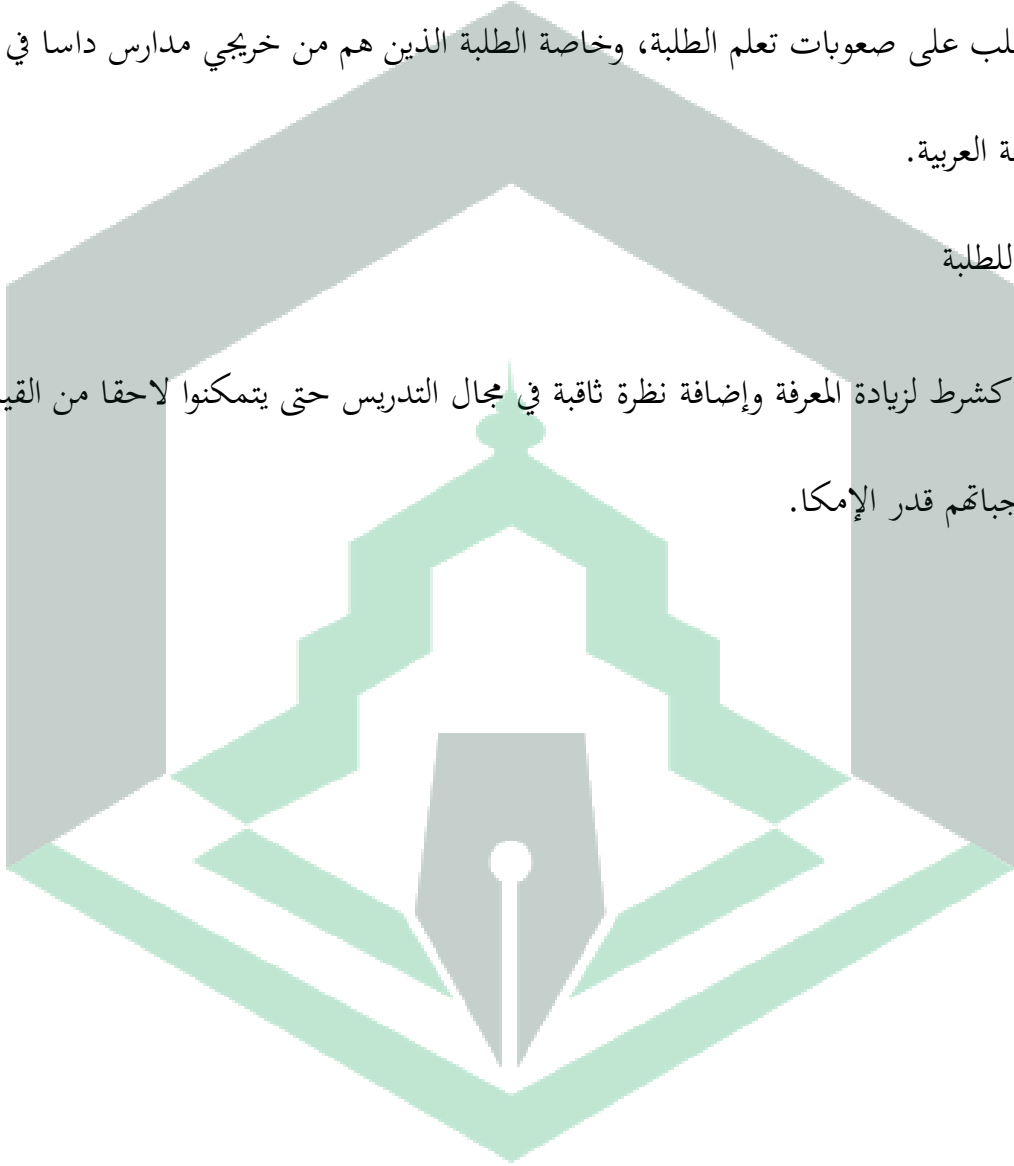 لب على صعوبات تعلم الطلبة، وخاصة الطلبة الذين هم من خريجي مدارس داسا في
ة العربية.
للطلبة
كشرط لزيادة المعرفة وإضافة نظرة ثاقبة في مجال التدريس حتى يتمكنوا لاحقا من القي
جباتهم قدر الإمكا.